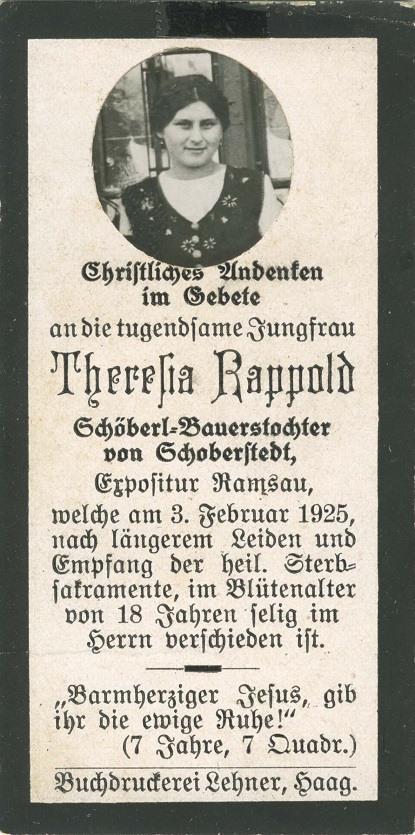 Christliches Andenken
im Gebete
an die tugendsame Jungfrau
Theresia Rappold
Schöberl-Bauerstochter
von Schoberstedt,
Expositur Ramsau,
welche am 3. Februar 1925,
nach längerem Leiden und
Empfang der heil. Sterb-
sakramente, im Blütenalter
von 18 Jahren selig im
Herrn verschieden ist.
„Barmherziger Jesus, gib
ihr die ewige Ruhe!“
(7 Jahre, 7 Quadr.)
Buchdruckerei Lehner, Haag.